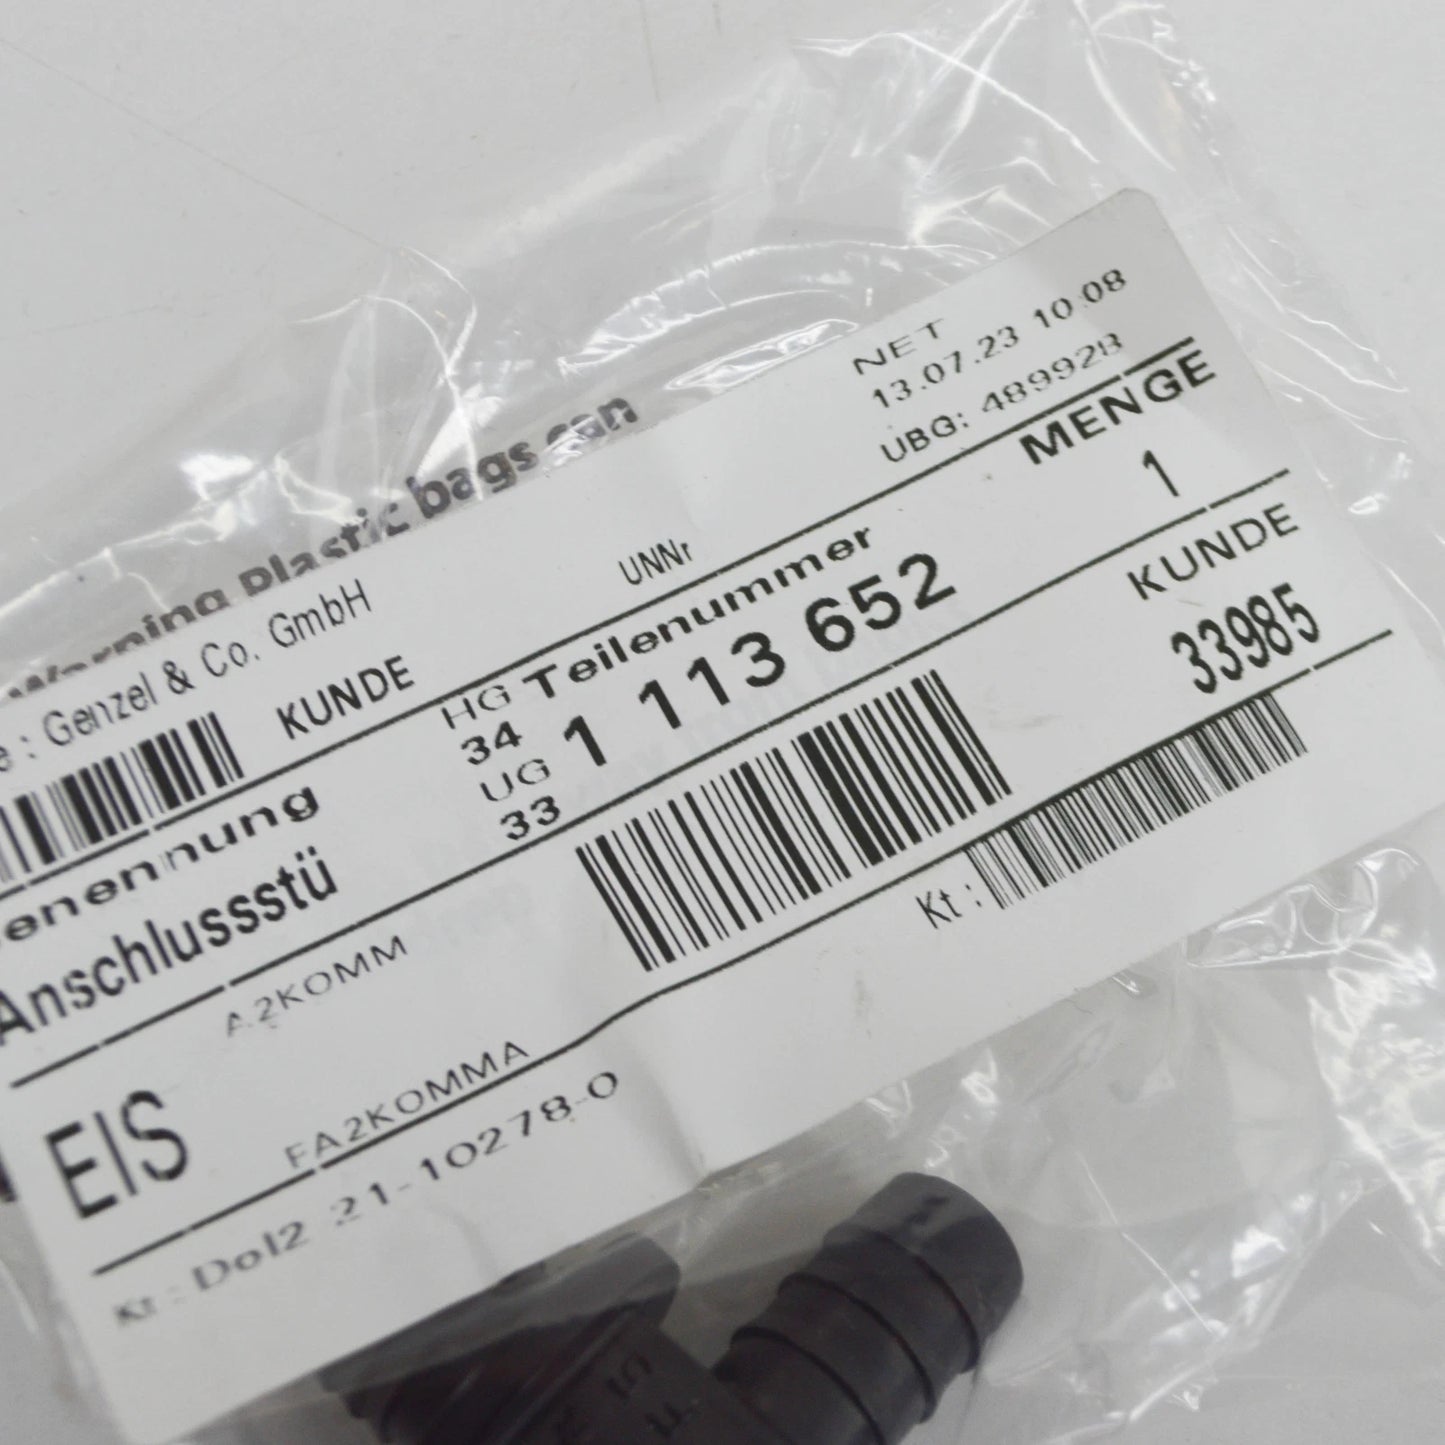 Warning Plastic bags can
NET
13.07.23 10:08
UBG: 489928
e : Genzel & Co. GmbH
UNNr
KUNDE
HG Teilenummer
MENGE
34
UG 1 113 652
33
1
enennung
Anschlussstü
KUNDE
33985
A2KOMM
Kt :
EIS
FA2KOMMA
Kt : Dol2 21-10278-0